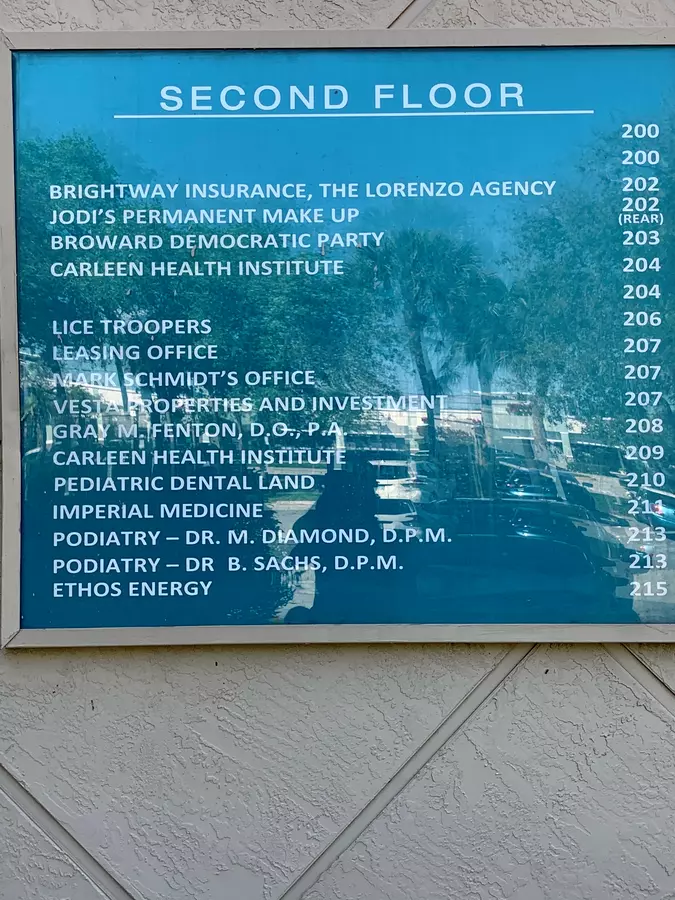 SECOND FLOOR
200
200
BRIGHTWAY INSURANCE, THE LORENZO AGENCY 202
JODI'S PERMANENT MAKE UP 202
(REAR)
BROWARD DEMOCRATIC PARTY 203
CARLEEN HEALTH INSTITUTE 204
204
LICE TROOPERS 206
LEASING OFFICE 207
MARK SCHMIDT'S OFFICE 207
VESTA PROPERTIES AND INVESTMENT 207
GRAY M. FENTON, D.O., P.A. 208
CARLEEN HEALTH INSTITUTE 209
PEDIATRIC DENTAL LAND 210
IMPERIAL MEDICINE 211
PODIATRY – DR. M. DIAMOND, D.P.M. 213
PODIATRY – DR B. SACHS, D.P.M. 213
ETHOS ENERGY 215